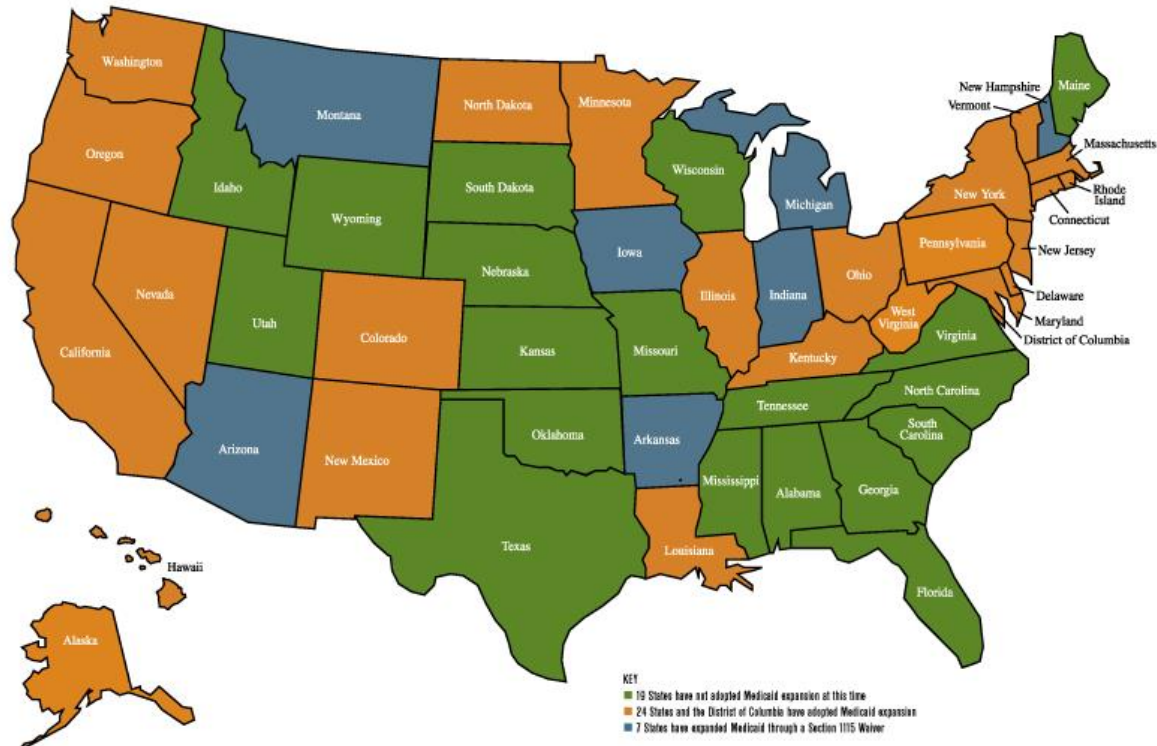 Washington
Oregon
California
Nevada
Idaho
Montana
Wyoming
Utah
Arizona
Colorado
New Mexico
North Dakota
South Dakota
Nebraska
Kansas
Oklahoma
Texas
Minnesota
Iowa
Missouri
Arkansas
Louisiana
Wisconsin
Illinois
Michigan
Indiana
Ohio
Kentucky
Tennessee
Mississippi
Alabama
Georgia
Florida
South
Carolina
North Carolina
Virginia
West
Virginia
Pennsylvania
New York
New Hampshire
Vermont
Maine
Massachusetts
Rhode
Island
Connecticut
New Jersey
Delaware
Maryland
District of Columbia
Hawaii
Alaska
KEY
19 States have not adopted Medicaid expansion at this time
24 States and the District of Columbia have adopted Medicaid expansion
7 States have expanded Medicaid through a Section 1115 Waiver